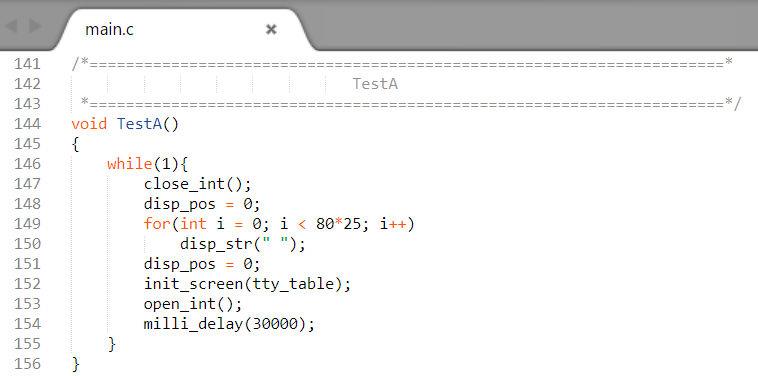 main.c
141 /*======================================================================*
142                               TestA
143  *======================================================================*/
144 void TestA()
145 {
146     while(1){
147         close_int();
148         disp_pos = 0;
149         for(int i = 0; i < 80*25; i++)
150             disp_str(" ");
151         disp_pos = 0;
152         init_screen(tty_table);
153         open_int();
154         milli_delay(30000);
155     }
156 }